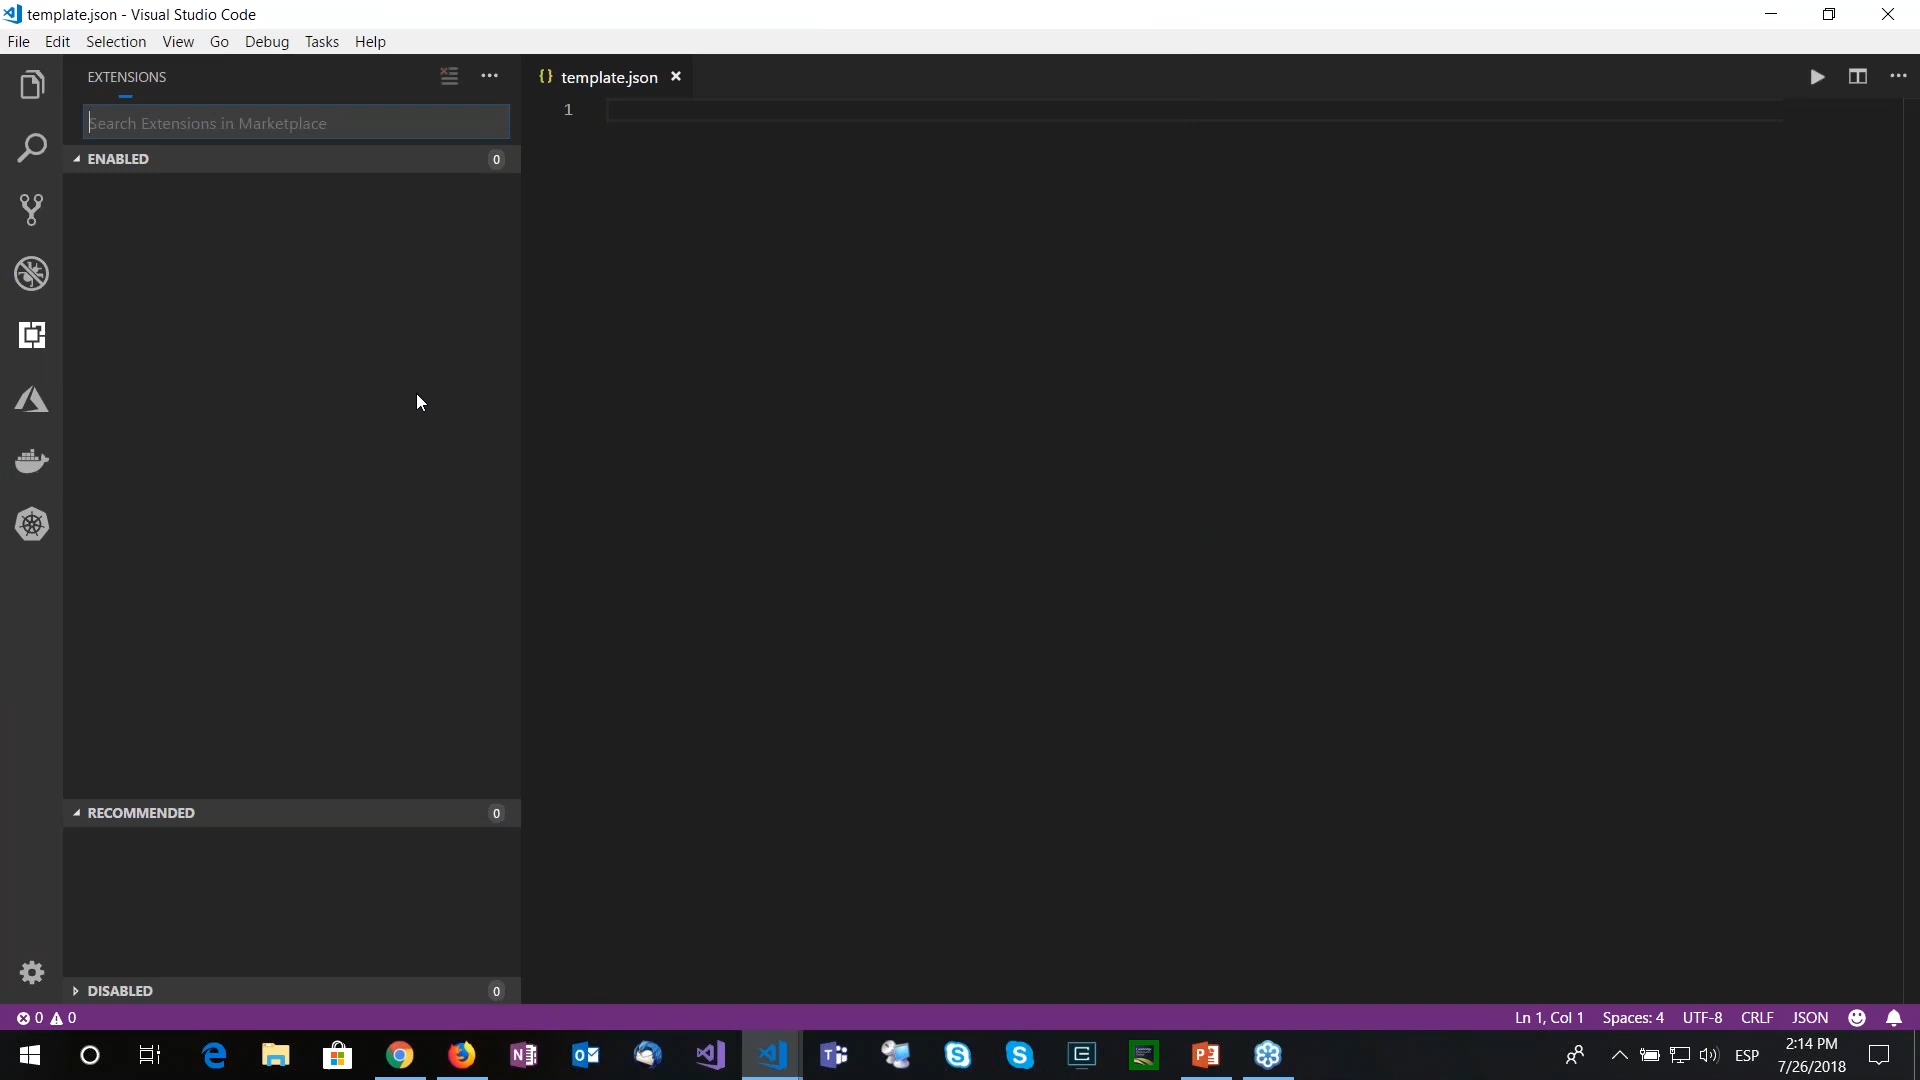 template.json - Visual Studio Code
File Edit Selection View Go Debug Tasks Help
EXTENSIONS
{} template.json
Search Extensions in Marketplace
1
ENABLED 0
RECOMMENDED 0
DISABLED 0
0 0
Ln 1, Col 1 Spaces: 4 UTF-8 CRLF JSON
ESP
2:14 PM
7/26/2018